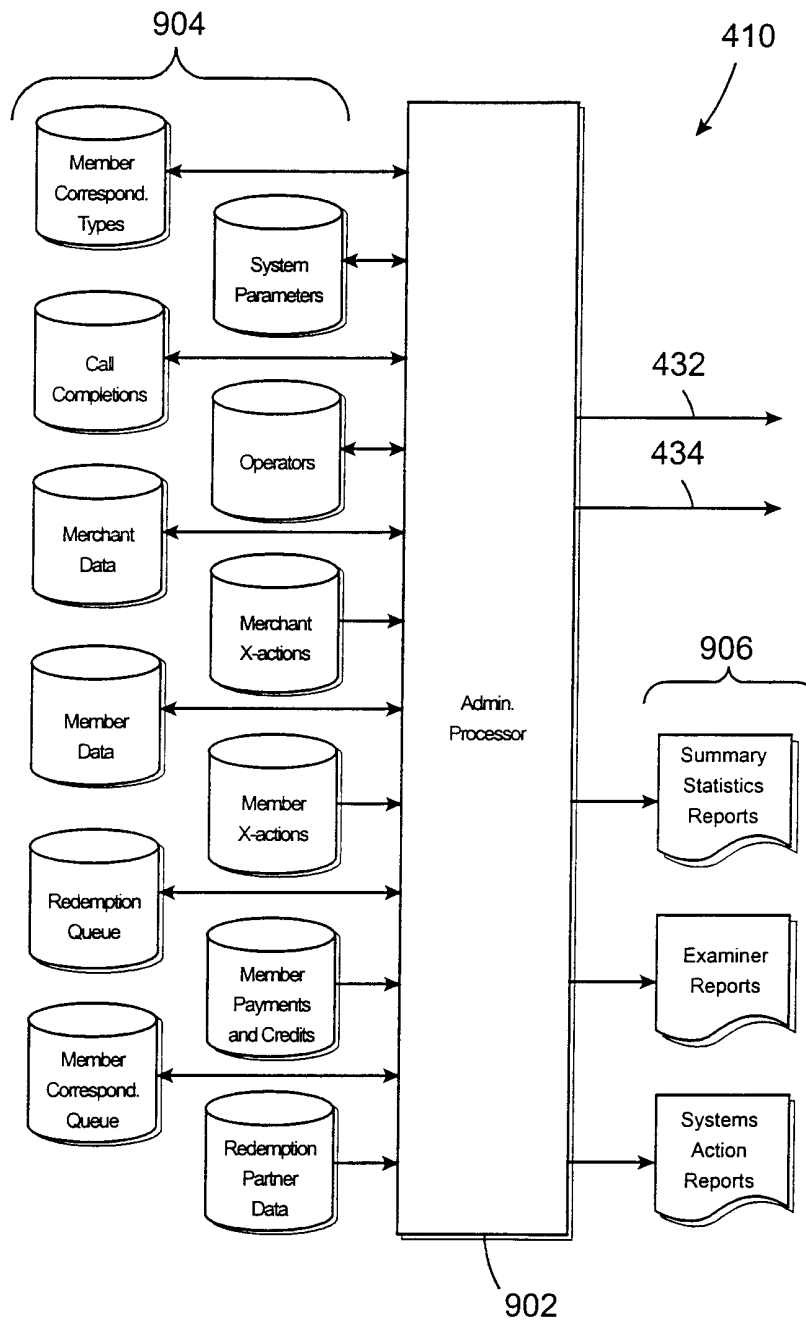 904
410
Member
Correspond.
Types
System
Parameters
Call
Completions
432
Operators
434
Merchant
Data
Merchant
X-actions
906
Member
Data
Admin.
Processor
Summary
Statistics
Reports
Member
X-actions
Redemption
Queue
Member
Payments
and Credits
Examiner
Reports
Member
Correspond.
Queue
Redemption
Partner
Data
Systems
Action
Reports
902